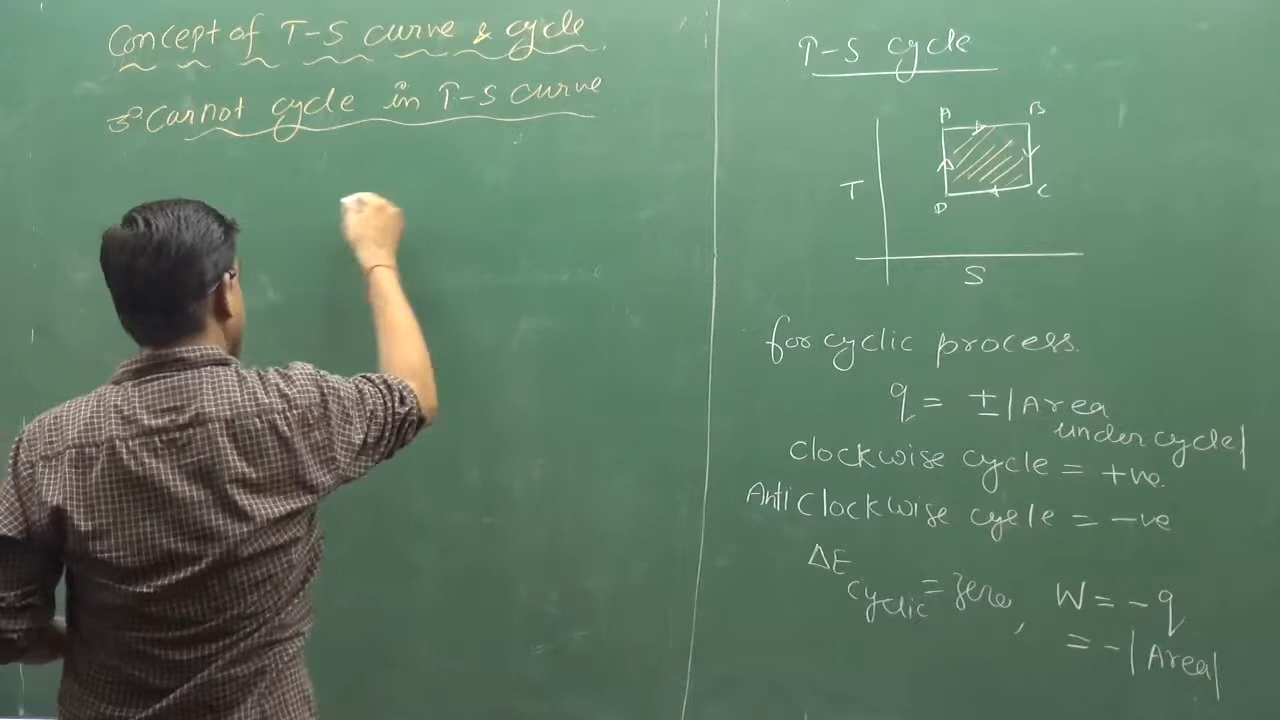 Concept of T-S curve & cycle
3° Carnot cycle in T-S curve
T-S cycle
A B
T
D C
S
for cyclic process.
q = ± |Area
under cycle|
Clockwise cycle = +ve.
Anticlockwise cycle = -ve
ΔE
cyclic = Zero, W = -q
= -|Area|